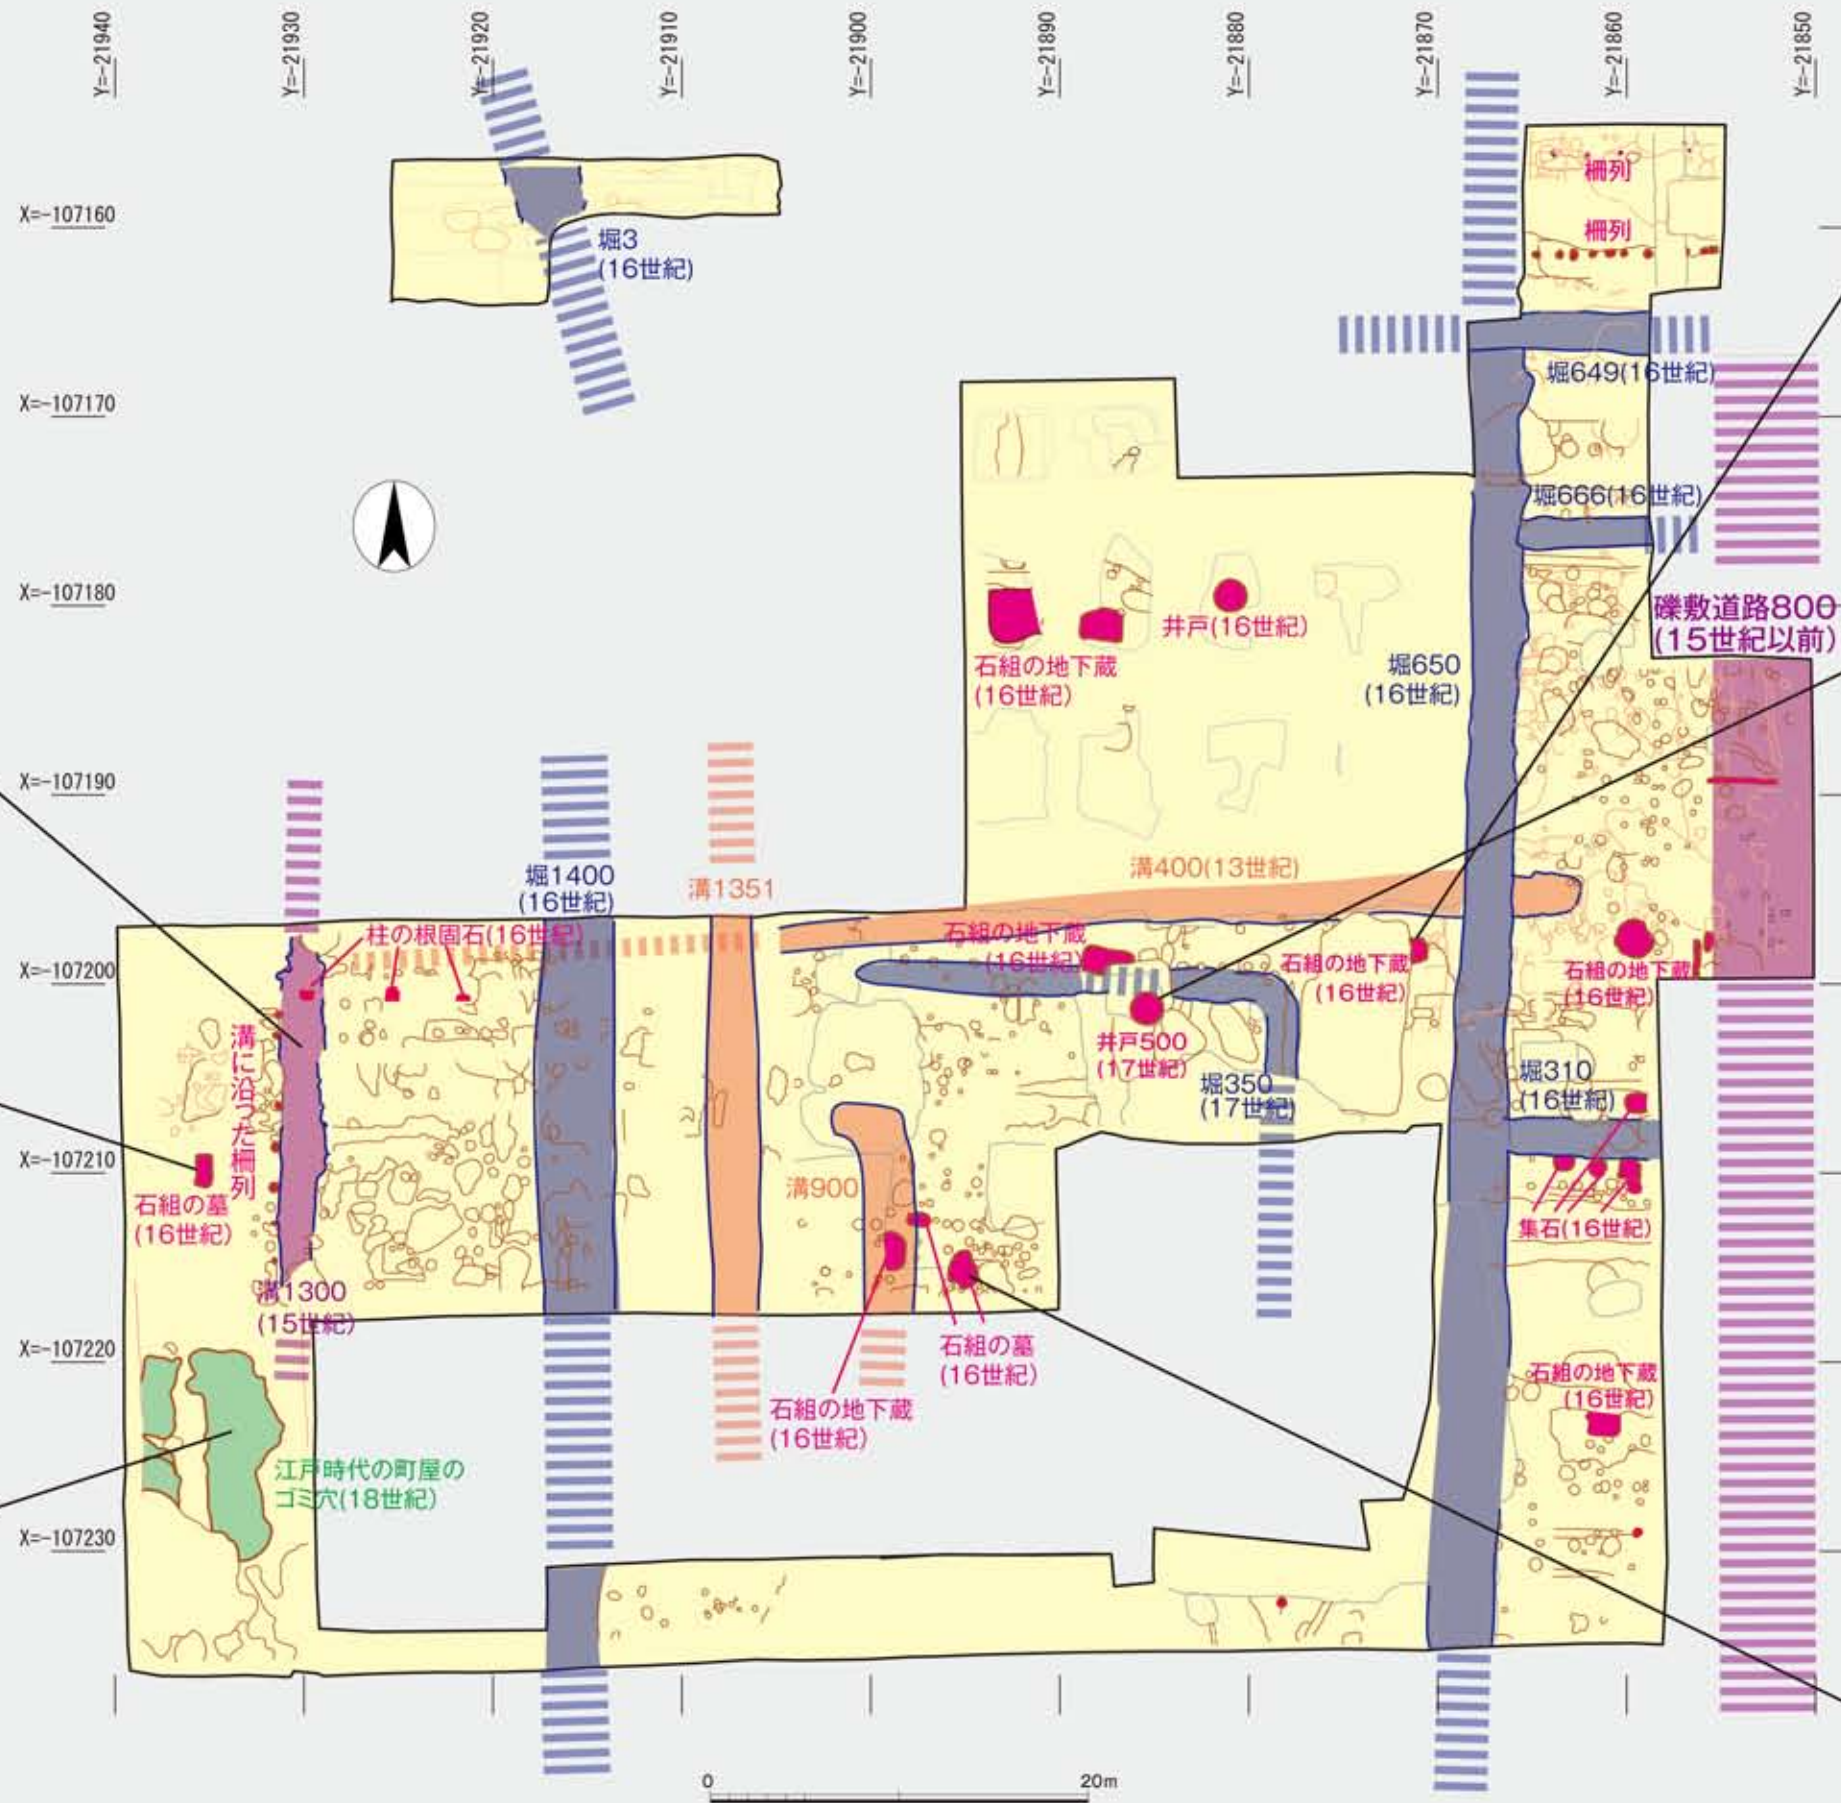 Y=-21940
Y=-21930
Y=-21920
Y=-21910
Y=-21900
Y=-21890
Y=-21880
Y=-21870
Y=-21860
Y=-21850
X=-107160
X=-107170
X=-107180
X=-107190
X=-107200
X=-107210
X=-107220
X=-107230
柵列
柵列
堀3
(16世紀)
堀649(16世紀)
堀666(16世紀)
礫敷道路800
(15世紀以前)
井戸(16世紀)
石組の地下蔵
(16世紀)
堀650
(16世紀)
溝400(13世紀)
堀1400
(16世紀)
溝1351
柱の根固石(16世紀)
石組の地下蔵
(16世紀)
石組の地下蔵
(16世紀)
石組の地下蔵
(16世紀)
井戸500
(17世紀)
堀350
(17世紀)
堀310
(16世紀)
溝に沿った柵列
石組の墓
(16世紀)
溝900
集石(16世紀)
溝1300
(15世紀)
石組の墓
(16世紀)
石組の地下蔵
(16世紀)
石組の地下蔵
(16世紀)
江戸時代の町屋の
ゴミ穴(18世紀)
0
20m